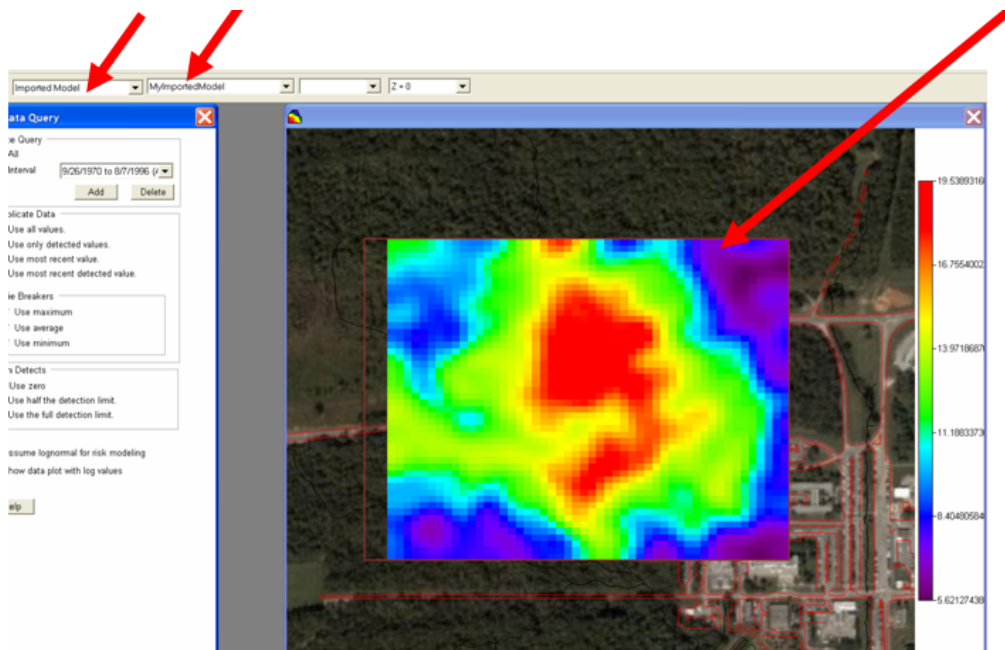 Imported Model
MyImportedModel
Z = 0
ata Query
e Query
All
Interval
9/26/1970 to 8/7/1996 (
Add
Delete
plicate Data
Use all values.
Use only detected values.
Use most recent value.
Use most recent detected value.
ie Breakers
Use maximum
Use average
Use minimum
n Detects
Use zero
Use half the detection limit.
Use the full detection limit.
ssume lognormal for risk modeling
how data plot with log values
elp
19.5389316
16.7554002
13.9718687
11.1883373
8.40480584
5.62127438